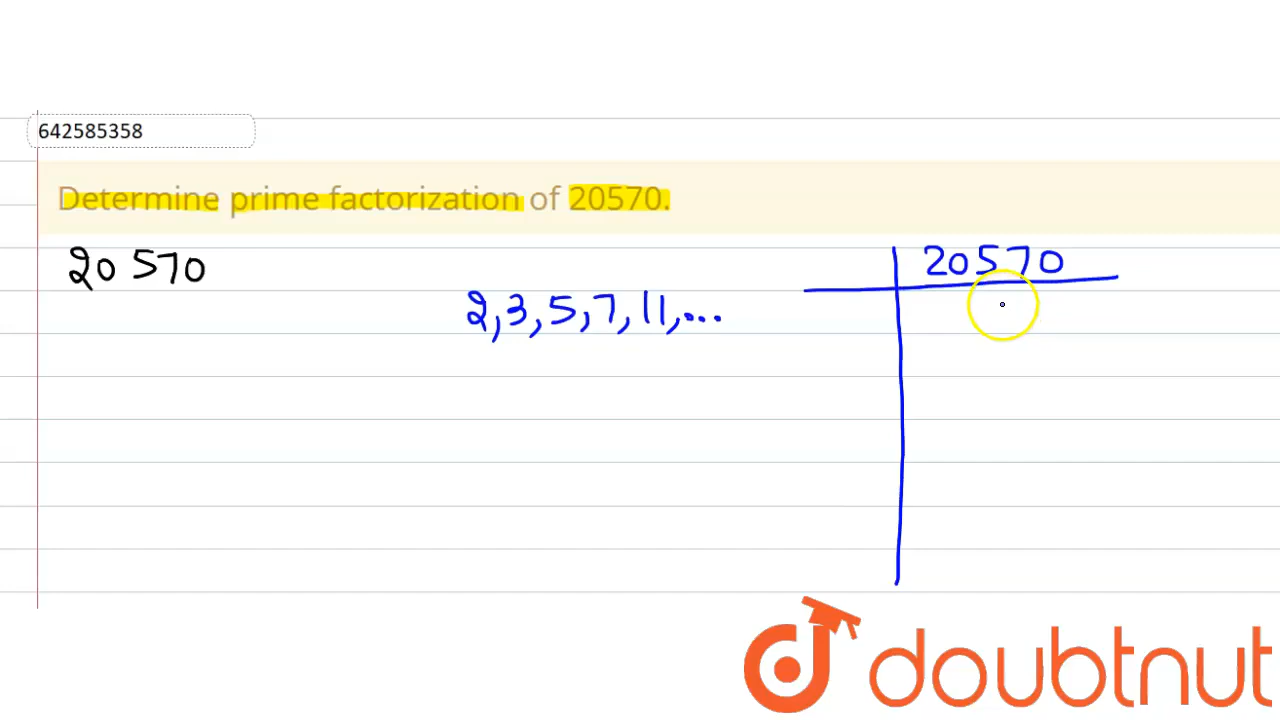 642585358
Determine prime factorization of 20570.
20570
20570
2,3,5,7,11,...
doubtnut